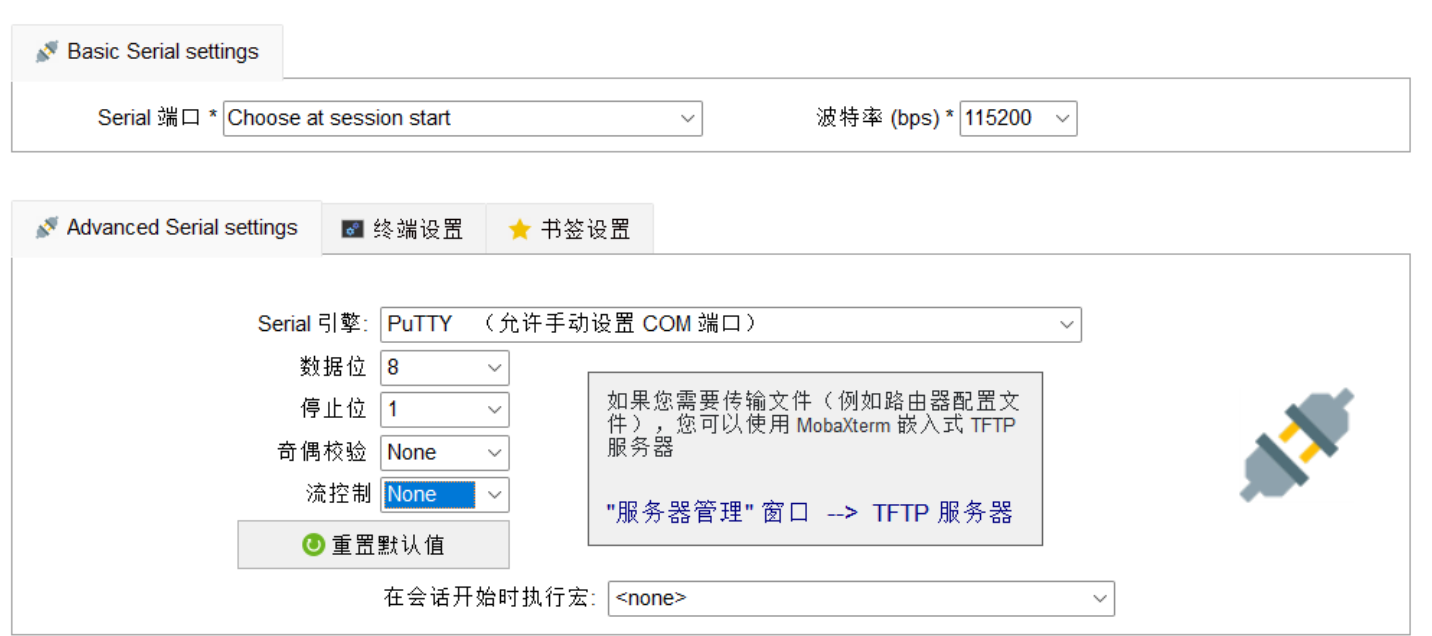 Basic Serial settings
Serial 端口 * Choose at session start 波特率 (bps) * 115200
Advanced Serial settings 终端设置 书签设置
Serial 引擎: PuTTY （允许手动设置 COM 端口）
数据位 8
停止位 1
奇偶校验 None
流控制 None
重置默认值
如果您需要传输文件（例如路由器配置文
件），您可以使用 MobaXterm 嵌入式 TFTP
服务器
"服务器管理" 窗口 --> TFTP 服务器
在会话开始时执行宏: <none>